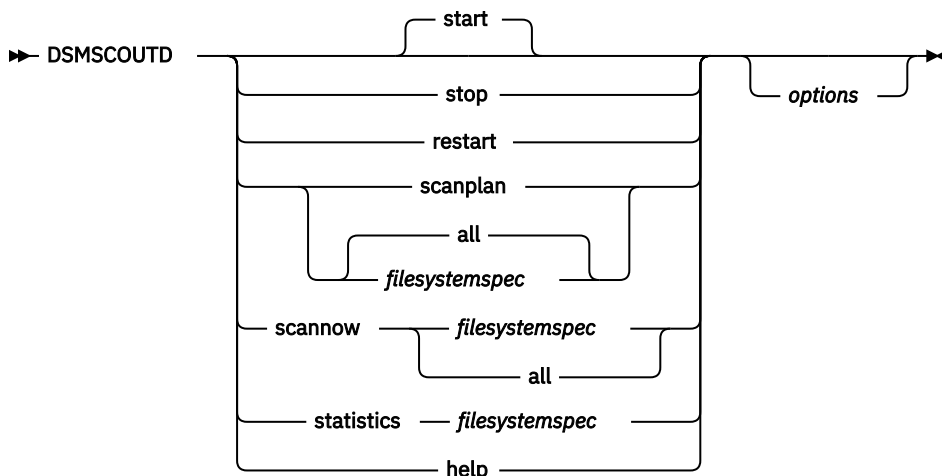 start
DSMSCOUTD
stop
options
restart
scanplan
all
filesystemspec
scannow filesystemspec
all
statistics filesystemspec
help